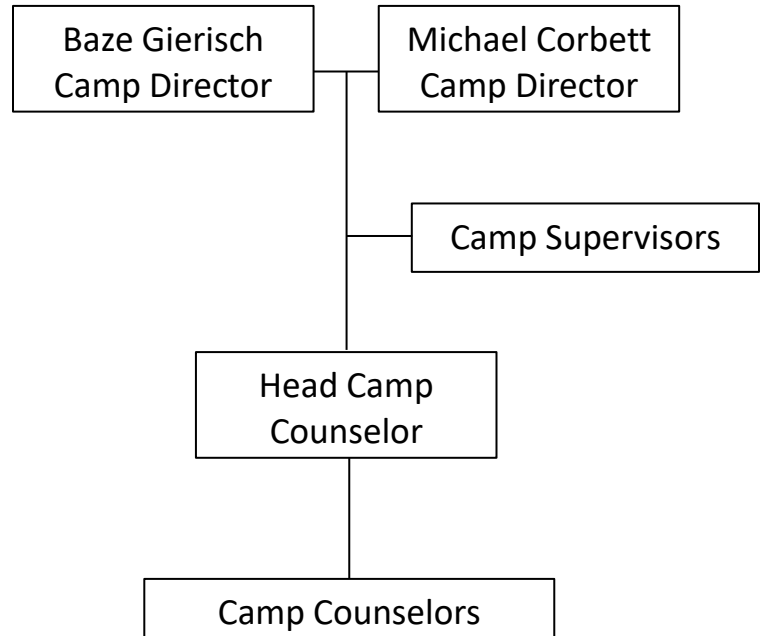 Baze Gierisch
Camp Director
Michael Corbett
Camp Director
Camp Supervisors
Head Camp
Counselor
Camp Counselors